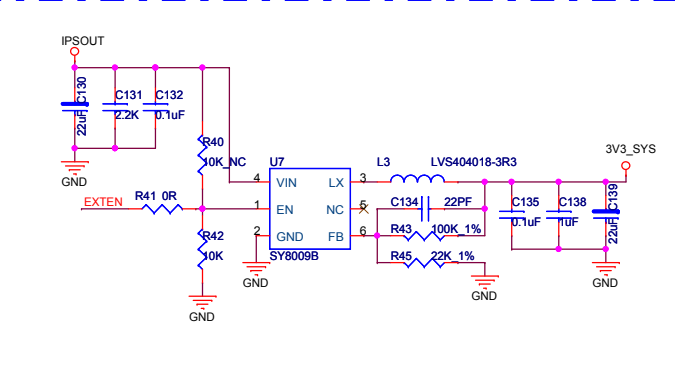 IPSOUT
C130
22uF
C131
2.2K
C132
0.1uF
R40
10K_NC
U7
4
VIN
LX
3
L3
LVS404018-3R3
3V3_SYS
GND
EXTEN
R41 0R
1
EN
NC
5
C134
22PF
C135
0.1uF
C138
1uF
C139
22uF
R42
10K
2
GND
FB
6
R43
100K_1%
SY8009B
R45
22K_1%
GND
GND
GND
GND